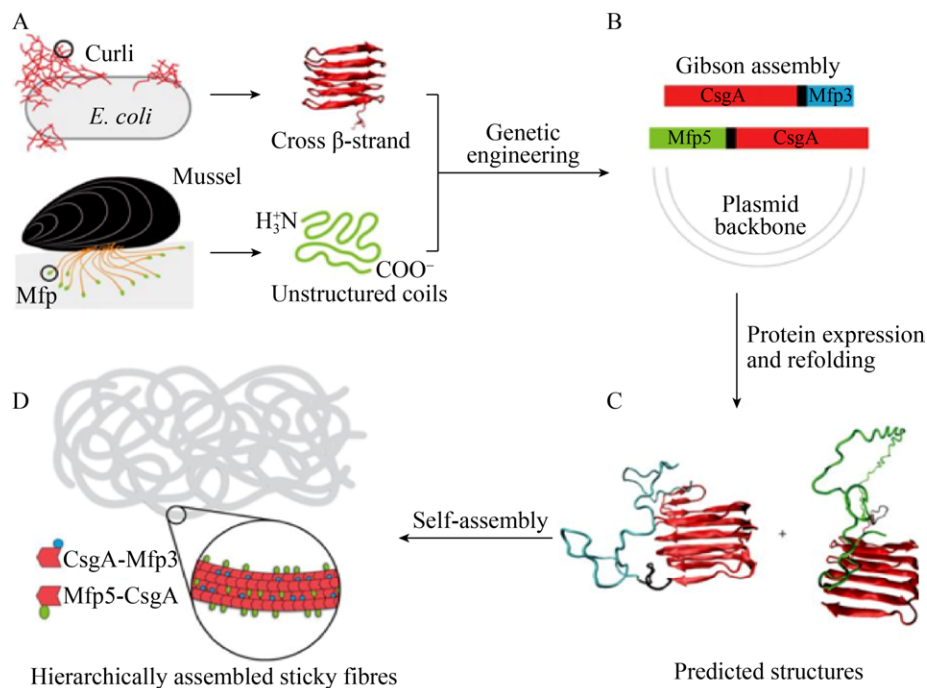 A
Curli
E. coli
Cross β-strand
Mussel
Mfp
H₃⁺N
COO⁻
Unstructured coils
Genetic
engineering
B
Gibson assembly
CsgA Mfp3
Mfp5 CsgA
Plasmid
backbone
Protein expression
and refolding
C
+
Predicted structures
Self-assembly
D
CsgA-Mfp3
Mfp5-CsgA
Hierarchically assembled sticky fibres